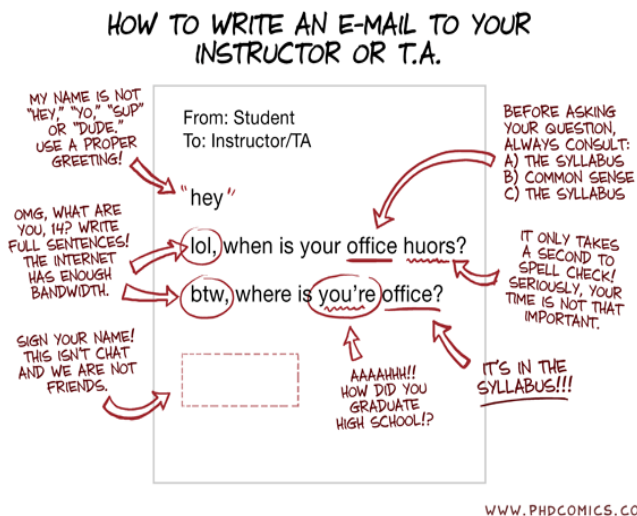 HOW TO WRITE AN E-MAIL TO YOUR
INSTRUCTOR OR T.A.
MY NAME IS NOT
"HEY," "YO," "SUP"
OR "DUDE."
USE A PROPER
GREETING!
From: Student
To: Instructor/TA
BEFORE ASKING
YOUR QUESTION,
ALWAYS CONSULT:
A) THE SYLLABUS
B) COMMON SENSE
C) THE SYLLABUS
"hey"
OMG, WHAT ARE
YOU, 14? WRITE
FULL SENTENCES!
THE INTERNET
HAS ENOUGH
BANDWIDTH.
lol, when is your office huors?
btw, where is you're office?
IT ONLY TAKES
A SECOND TO
SPELL CHECK!
SERIOUSLY, YOUR
TIME IS NOT THAT
IMPORTANT.
SIGN YOUR NAME!
THIS ISN'T CHAT
AND WE ARE NOT
FRIENDS.
AAAAHHH!!
HOW DID YOU
GRADUATE
HIGH SCHOOL!?
IT'S IN THE
SYLLABUS!!!
WWW.PHDCOMICS.CO